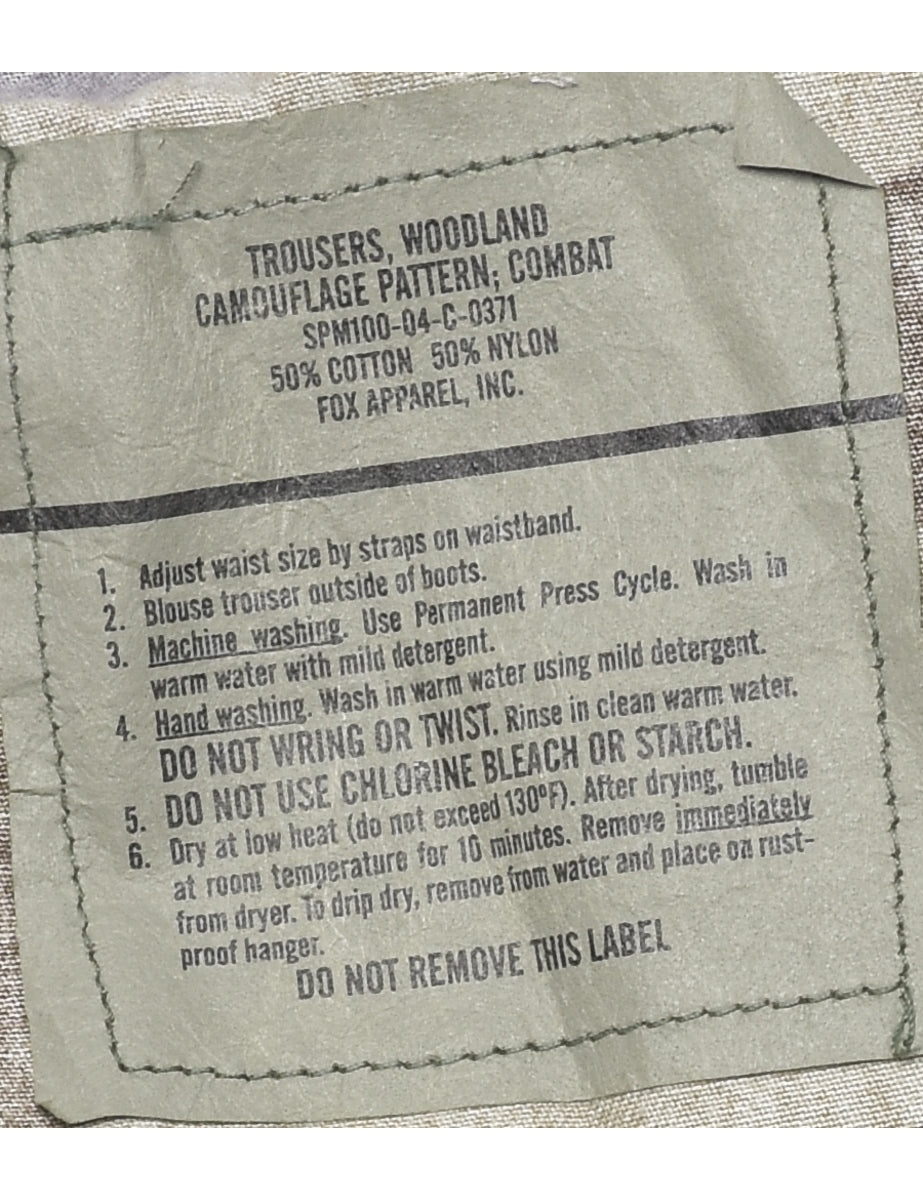 TROUSERS, WOODLAND
CAMOUFLAGE PATTERN; COMBAT
SPM100-04-C-0371
50% COTTON 50% NYLON
FOX APPAREL, INC.
1. Adjust waist size by straps on waistband.
2. Blouse trouser outside of boots.
3. Machine washing. Use Permanent Press Cycle. Wash in
warm water with mild detergent.
4. Hand washing. Wash in warm water using mild detergent.
DO NOT WRING OR TWIST. Rinse in clean warm water.
5. DO NOT USE CHLORINE BLEACH OR STARCH.
6. Dry at low heat (do not exceed 130°F). After drying, tumble
at room temperature for 10 minutes. Remove immediately
from dryer. To drip dry, remove from water and place on rust-
proof hanger.
DO NOT REMOVE THIS LABEL